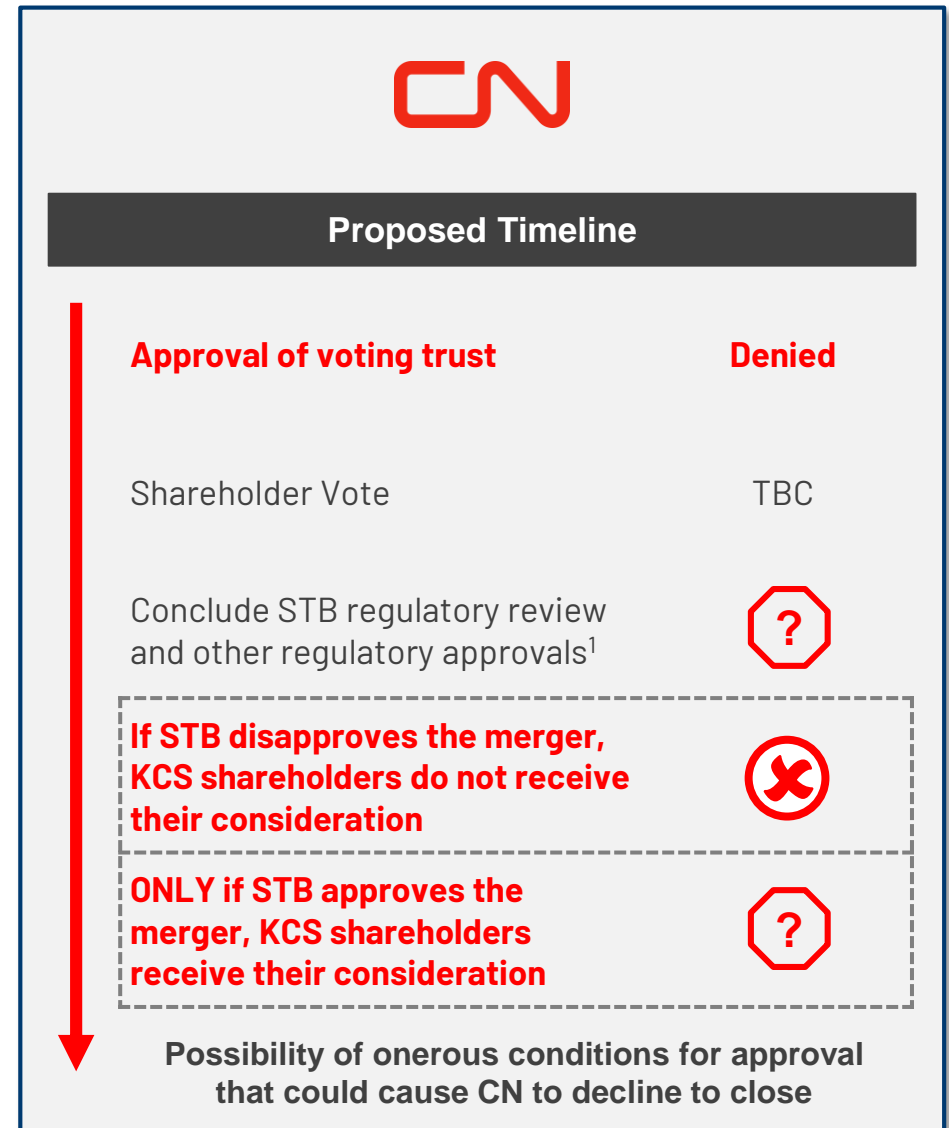 CN
Proposed Timeline
Approval of voting trust Denied
Shareholder Vote TBC
Conclude STB regulatory review
and other regulatory approvals1 ?
If STB disapproves the merger,
KCS shareholders do not receive
their consideration
ONLY if STB approves the
merger, KCS shareholders ?
receive their consideration
Possibility of onerous conditions for approval
that could cause CN to decline to close